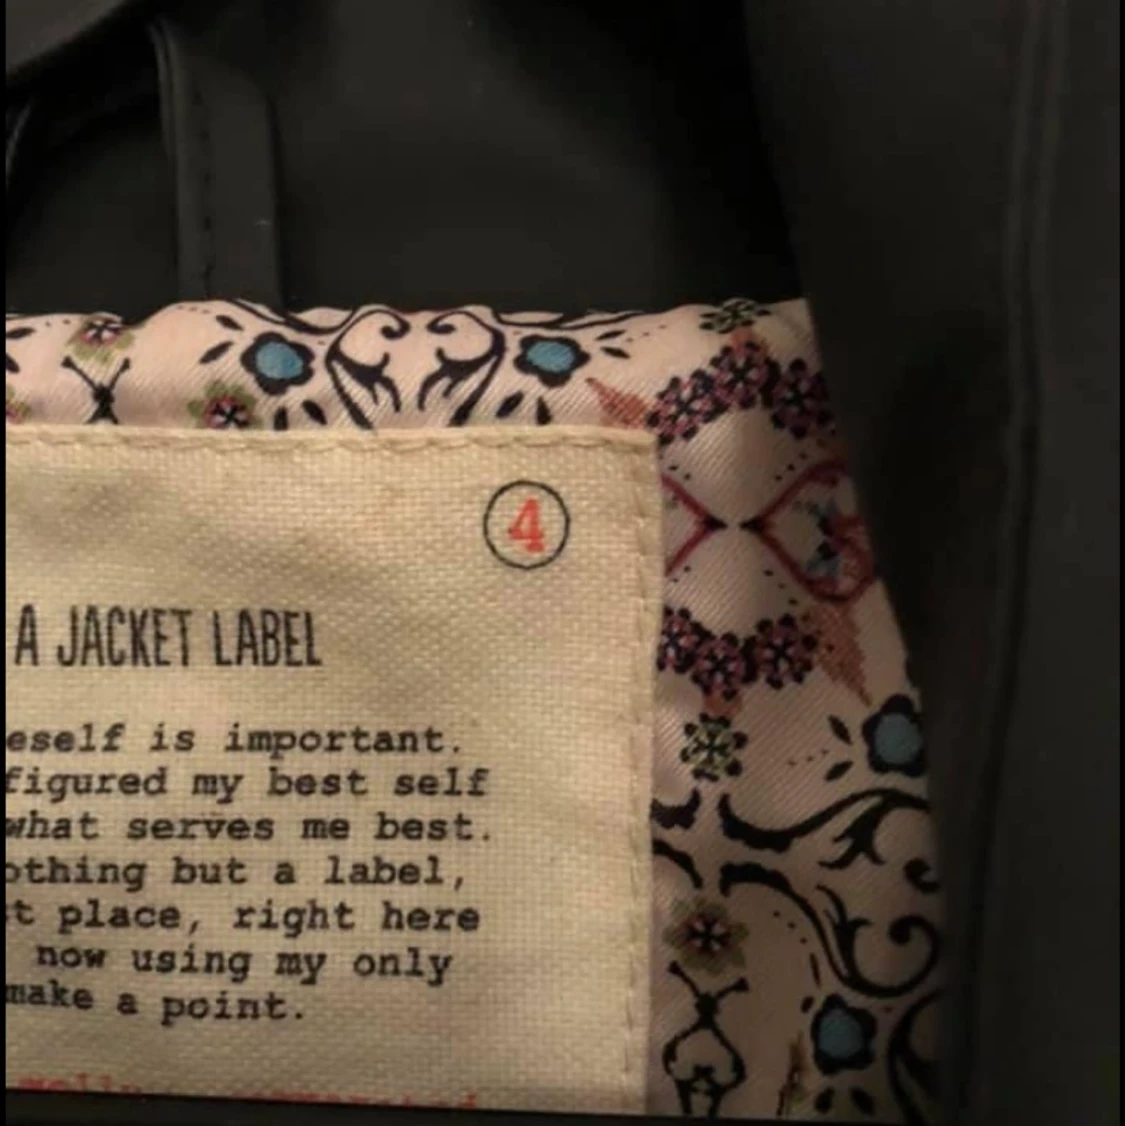 4
A JACKET LABEL
eself is important.
figured my best self
what serves me best.
othing but a label,
t place, right here
now using my only
make a point.